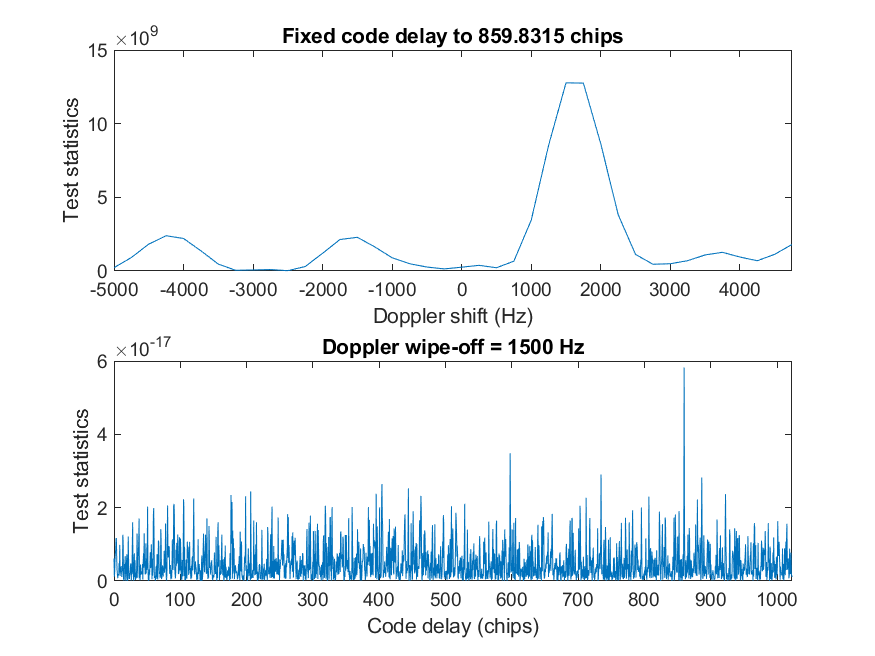 ×10^9
Fixed code delay to 859.8315 chips
15
10
5
0
Test statistics
-5000 -4000 -3000 -2000 -1000 0 1000 2000 3000 4000
Doppler shift (Hz)
×10^-17
Doppler wipe-off = 1500 Hz
6
4
2
0
Test statistics
0 100 200 300 400 500 600 700 800 900 1000
Code delay (chips)